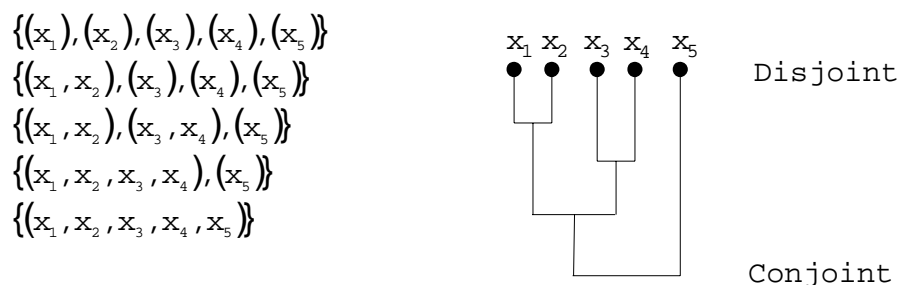 {(x₁),(x₂),(x₃),(x₄),(x₅)}
{(x₁,x₂),(x₃),(x₄),(x₅)}
{(x₁,x₂),(x₃,x₄),(x₅)}
{(x₁,x₂,x₃,x₄),(x₅)}
{(x₁,x₂,x₃,x₄,x₅)}
x₁ x₂ x₃ x₄ x₅
Disjoint
Conjoint